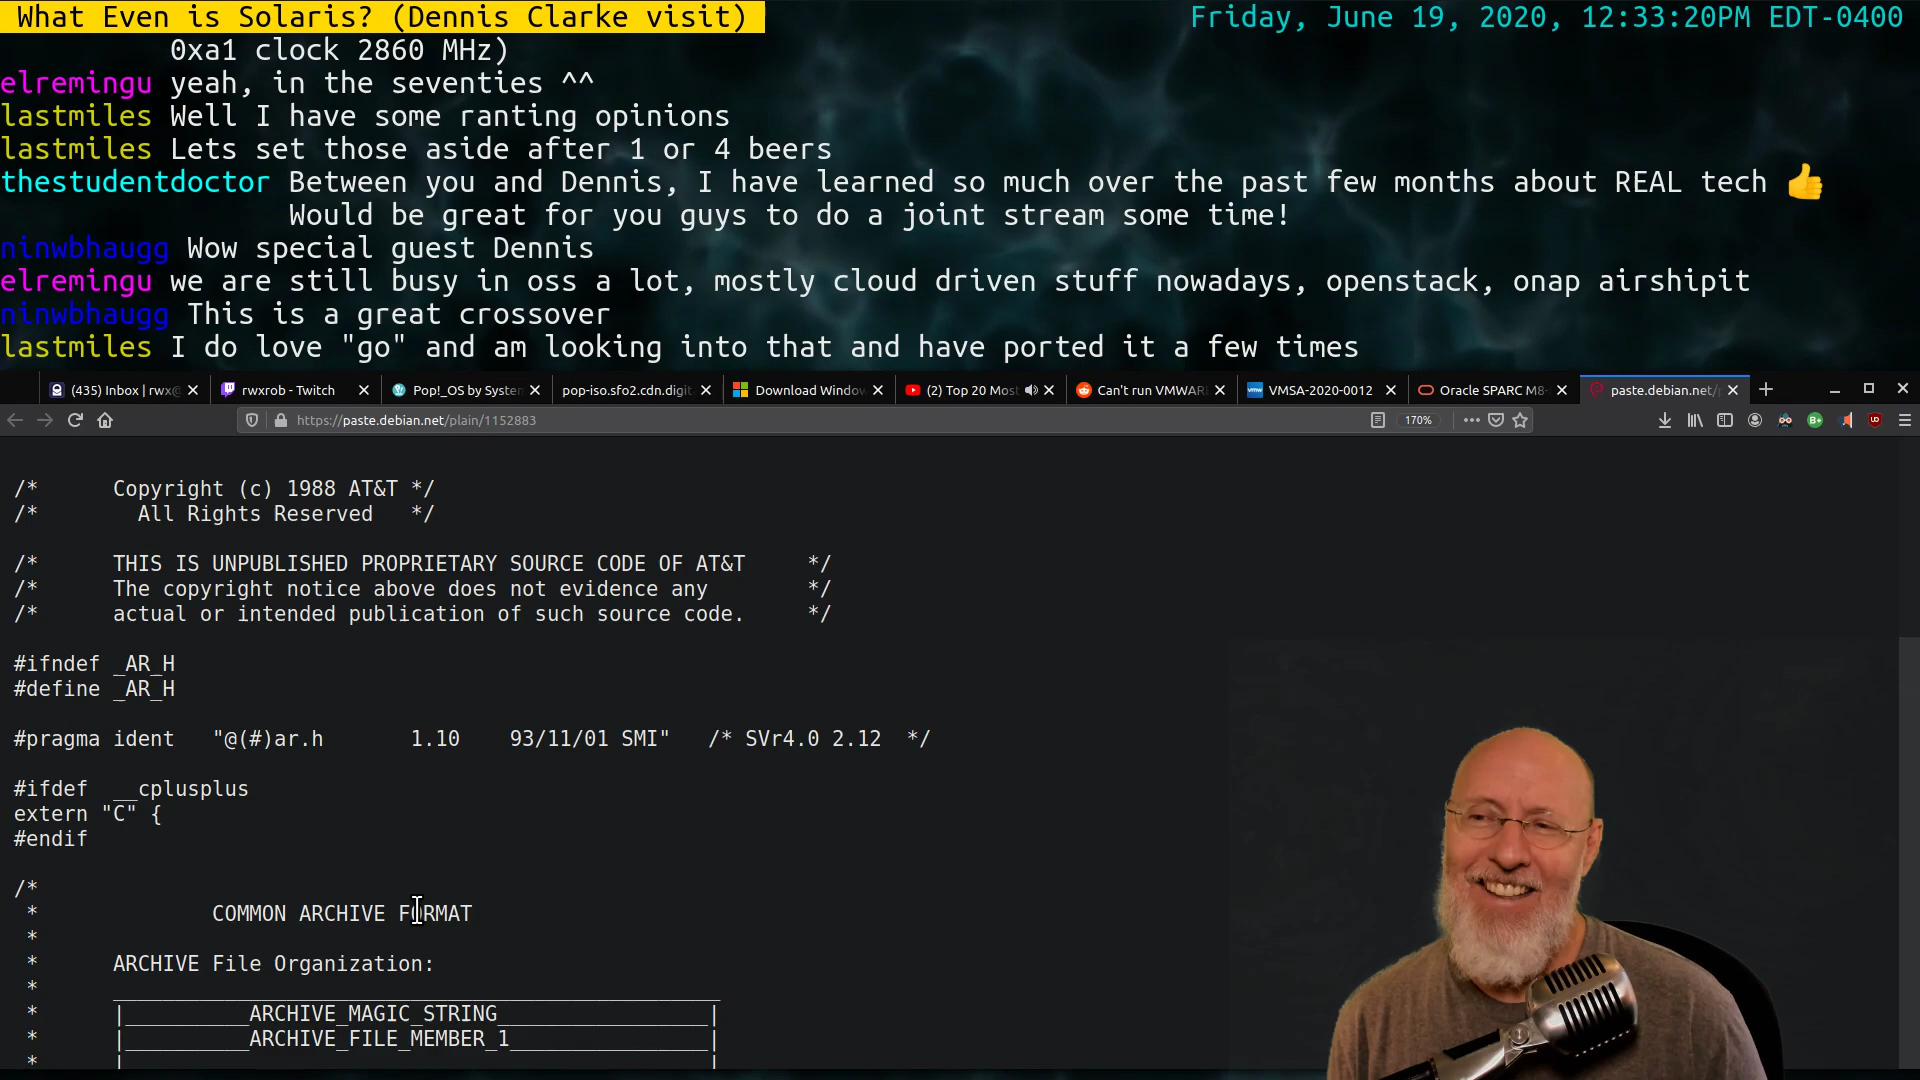 What Even is Solaris? (Dennis Clarke visit)
Friday, June 19, 2020, 12:33:20PM EDT-0400
0xa1 clock 2860 MHz)
elremingu yeah, in the seventies ^^
lastmiles Well I have some ranting opinions
lastmiles Lets set those aside after 1 or 4 beers
thestudentdoctor Between you and Dennis, I have learned so much over the past few months about REAL tech 👍
Would be great for you guys to do a joint stream some time!
ninwbhaugg Wow special guest Dennis
elremingu we are still busy in oss a lot, mostly cloud driven stuff nowadays, openstack, onap airshipit
ninwbhaugg This is a great crossover
lastmiles I do love "go" and am looking into that and have ported it a few times
(435) Inbox | rwx@ rwxrob - Twitch Pop!_OS by System pop-iso.sfo2.cdn.digit Download Window (2) Top 20 Most Can't run VMWAR VMSA-2020-0012 Oracle SPARC M8- paste.debian.net/
https://paste.debian.net/plain/1152883
170%
/*      Copyright (c) 1988 AT&T */
/*        All Rights Reserved   */
/*      THIS IS UNPUBLISHED PROPRIETARY SOURCE CODE OF AT&T     */
/*      The copyright notice above does not evidence any        */
/*      actual or intended publication of such source code.     */
#ifndef _AR_H
#define _AR_H
#pragma ident   "@(#)ar.h       1.10    93/11/01 SMI"   /* SVr4.0 2.12  */
#ifdef  __cplusplus
extern "C" {
#endif
/*
 *              COMMON ARCHIVE FORMAT
 *
 *      ARCHIVE File Organization:
 *      _________________________________________________
 *      |__________ARCHIVE_MAGIC_STRING_________________|
 *      |__________ARCHIVE_FILE_MEMBER_1________________|
 *      |                                               |